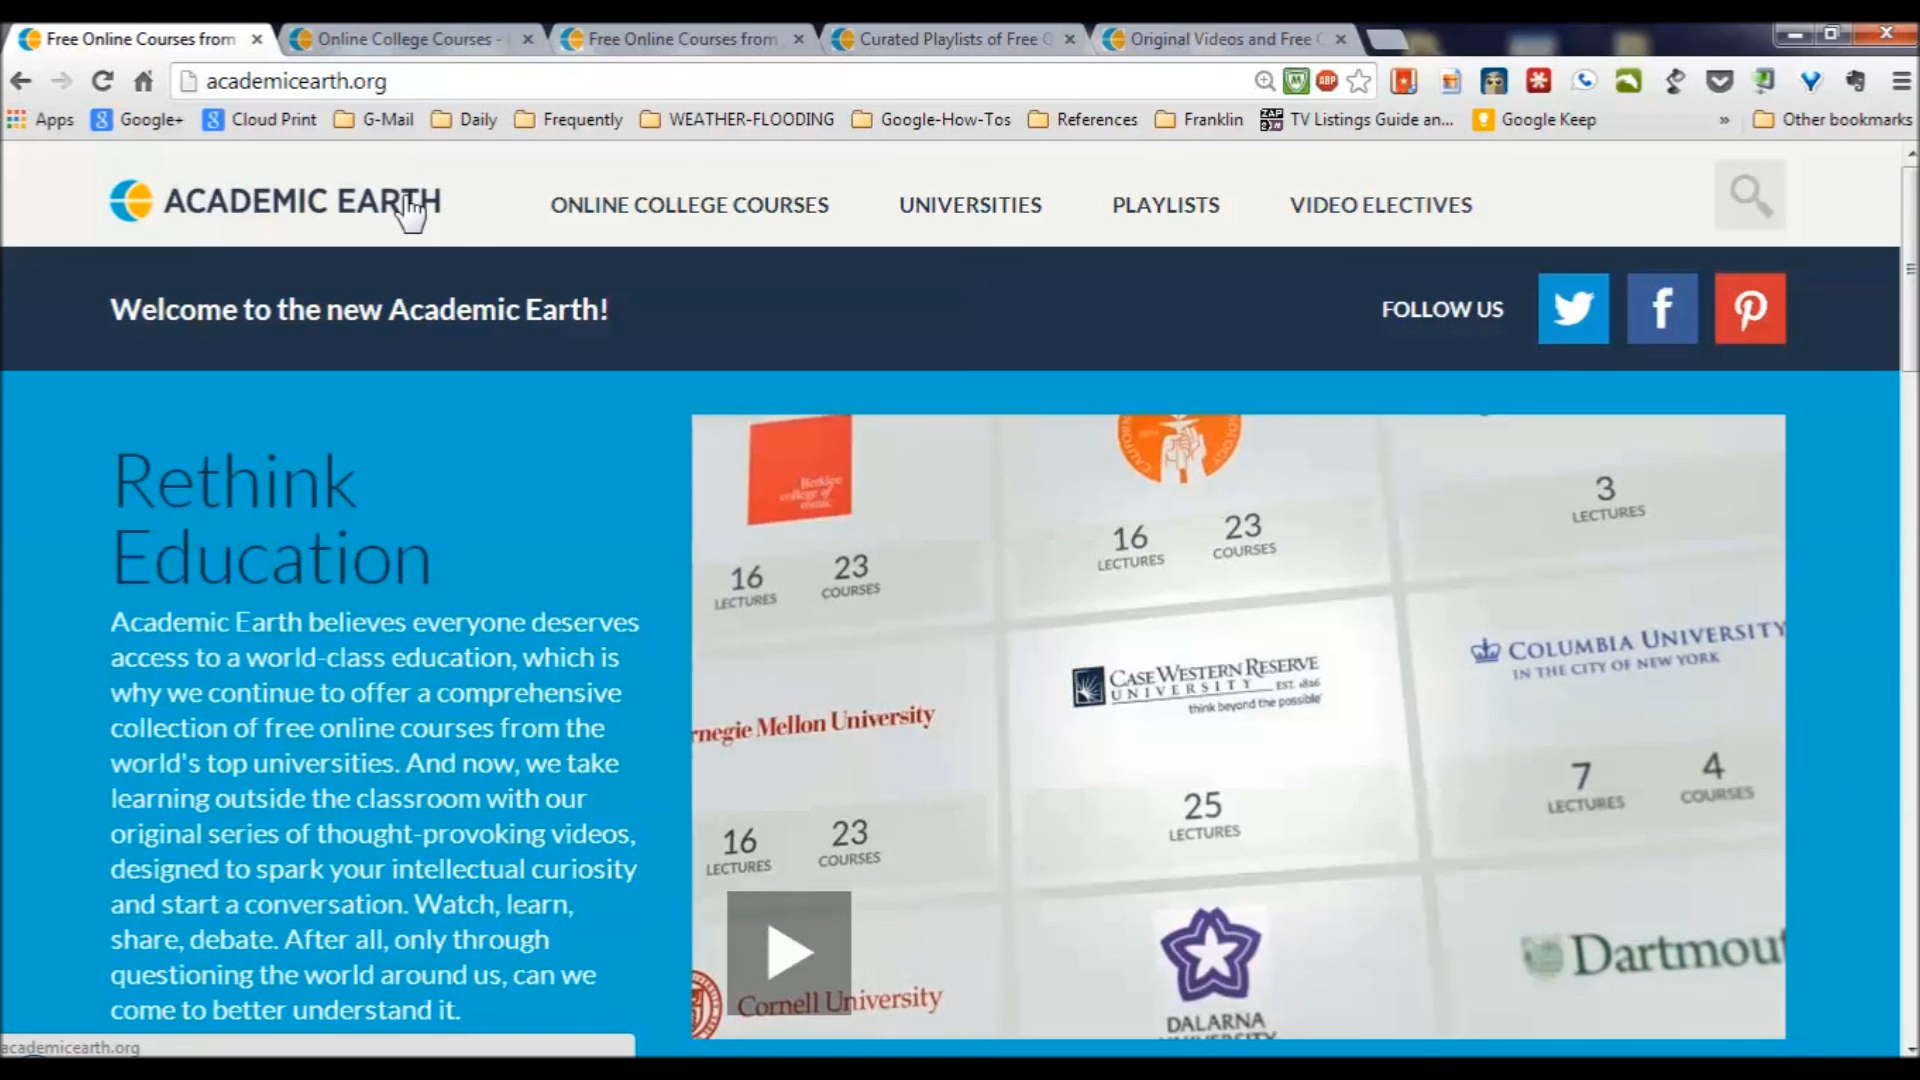 Free Online Courses from
Online College Courses -
Free Online Courses from
Curated Playlists of Free
Original Videos and Free
academicearth.org
ABP
Apps
Google+
Cloud Print
G-Mail
Daily
Frequently
WEATHER-FLOODING
Google-How-Tos
References
Franklin
TV Listings Guide an...
Google Keep
»
Other bookmarks
ACADEMIC EARTH
ONLINE COLLEGE COURSES
UNIVERSITIES
PLAYLISTS
VIDEO ELECTIVES
Welcome to the new Academic Earth!
FOLLOW US
Rethink
Education
Academic Earth believes everyone deserves
access to a world-class education, which is
why we continue to offer a comprehensive
collection of free online courses from the
world's top universities. And now, we take
learning outside the classroom with our
original series of thought-provoking videos,
designed to spark your intellectual curiosity
and start a conversation. Watch, learn,
share, debate. After all, only through
questioning the world around us, can we
come to better understand it.
Berklee
college of
music
16 LECTURES
23 COURSES
16 LECTURES
23 COURSES
3 LECTURES
rnegie Mellon University
16 LECTURES
23 COURSES
CASE WESTERN RESERVE
UNIVERSITY EST. 1826
think beyond the possible
25 LECTURES
COLUMBIA UNIVERSITY
IN THE CITY OF NEW YORK
7 LECTURES
4 COURSES
Cornell University
DALARNA
UNIVERSITY
Dartmou
academicearth.org